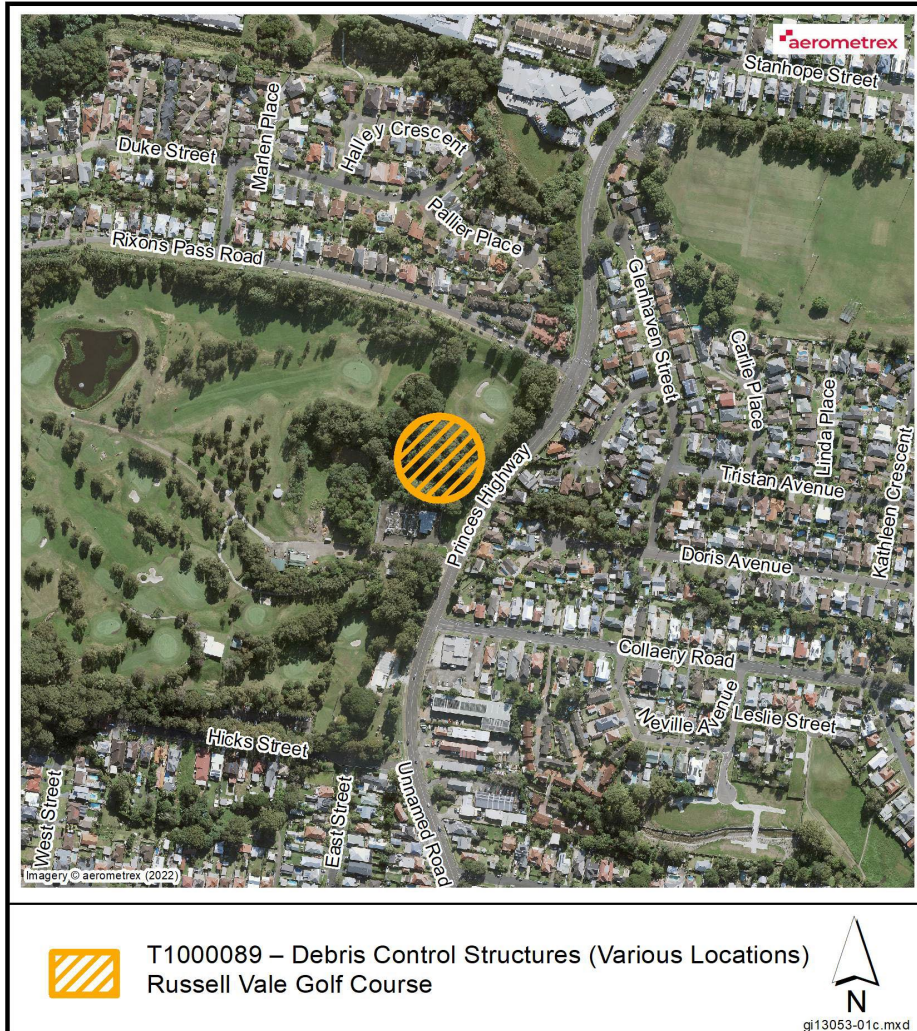 aerometrex
Stanhope Street
Marlen Place
Halley Crescent
Duke Street
Pallier Place
Rixons Pass Road
Glenhaven Street
Carlie Place
Linda Place
Kathleen Crescent
Tristan Avenue
Princes Highway
Doris Avenue
Collaery Road
Neville Avenue
Leslie Street
Hicks Street
Unnamed Road
West Street
East Street
Imagery © aerometrex (2022)
T1000089 – Debris Control Structures (Various Locations)
Russell Vale Golf Course
N
gi13053-01c.mxd